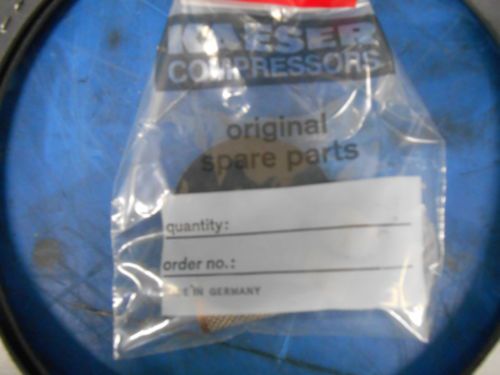 KAESER
COMPRESSORS
original
spare parts
quantity:
order no.:
E IN GERMANY